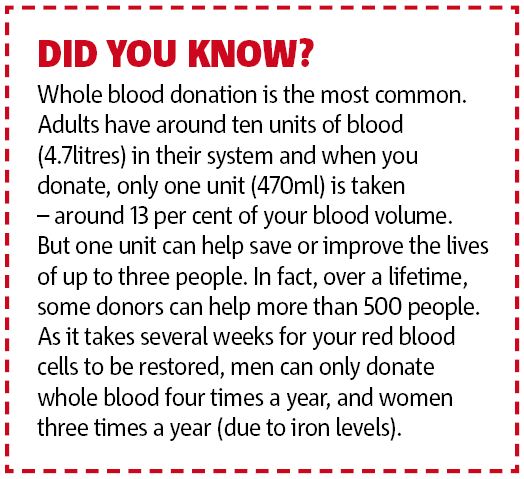 DID YOU KNOW?
Whole blood donation is the most common.
Adults have around ten units of blood
(4.7litres) in their system and when you
donate, only one unit (470ml) is taken
– around 13 per cent of your blood volume.
But one unit can help save or improve the lives
of up to three people. In fact, over a lifetime,
some donors can help more than 500 people.
As it takes several weeks for your red blood
cells to be restored, men can only donate
whole blood four times a year, and women
three times a year (due to iron levels).